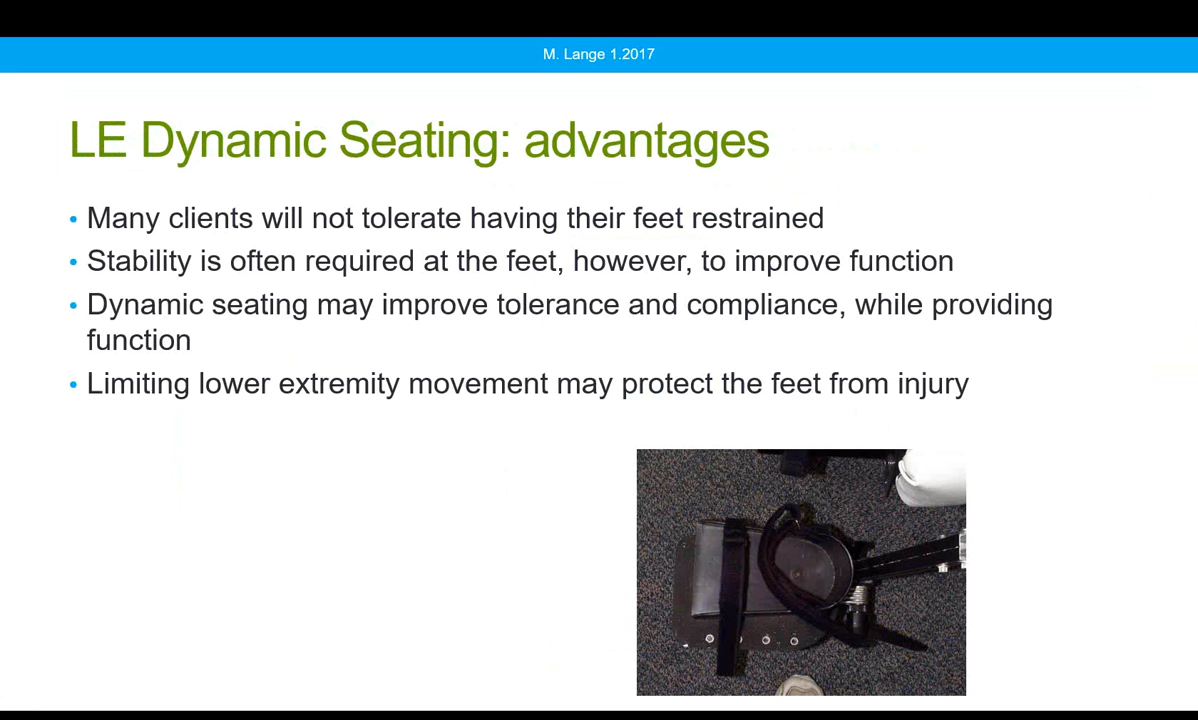 M. Lange 1.2017
LE Dynamic Seating: advantages
• Many clients will not tolerate having their feet restrained
• Stability is often required at the feet, however, to improve function
• Dynamic seating may improve tolerance and compliance, while providing
function
• Limiting lower extremity movement may protect the feet from injury